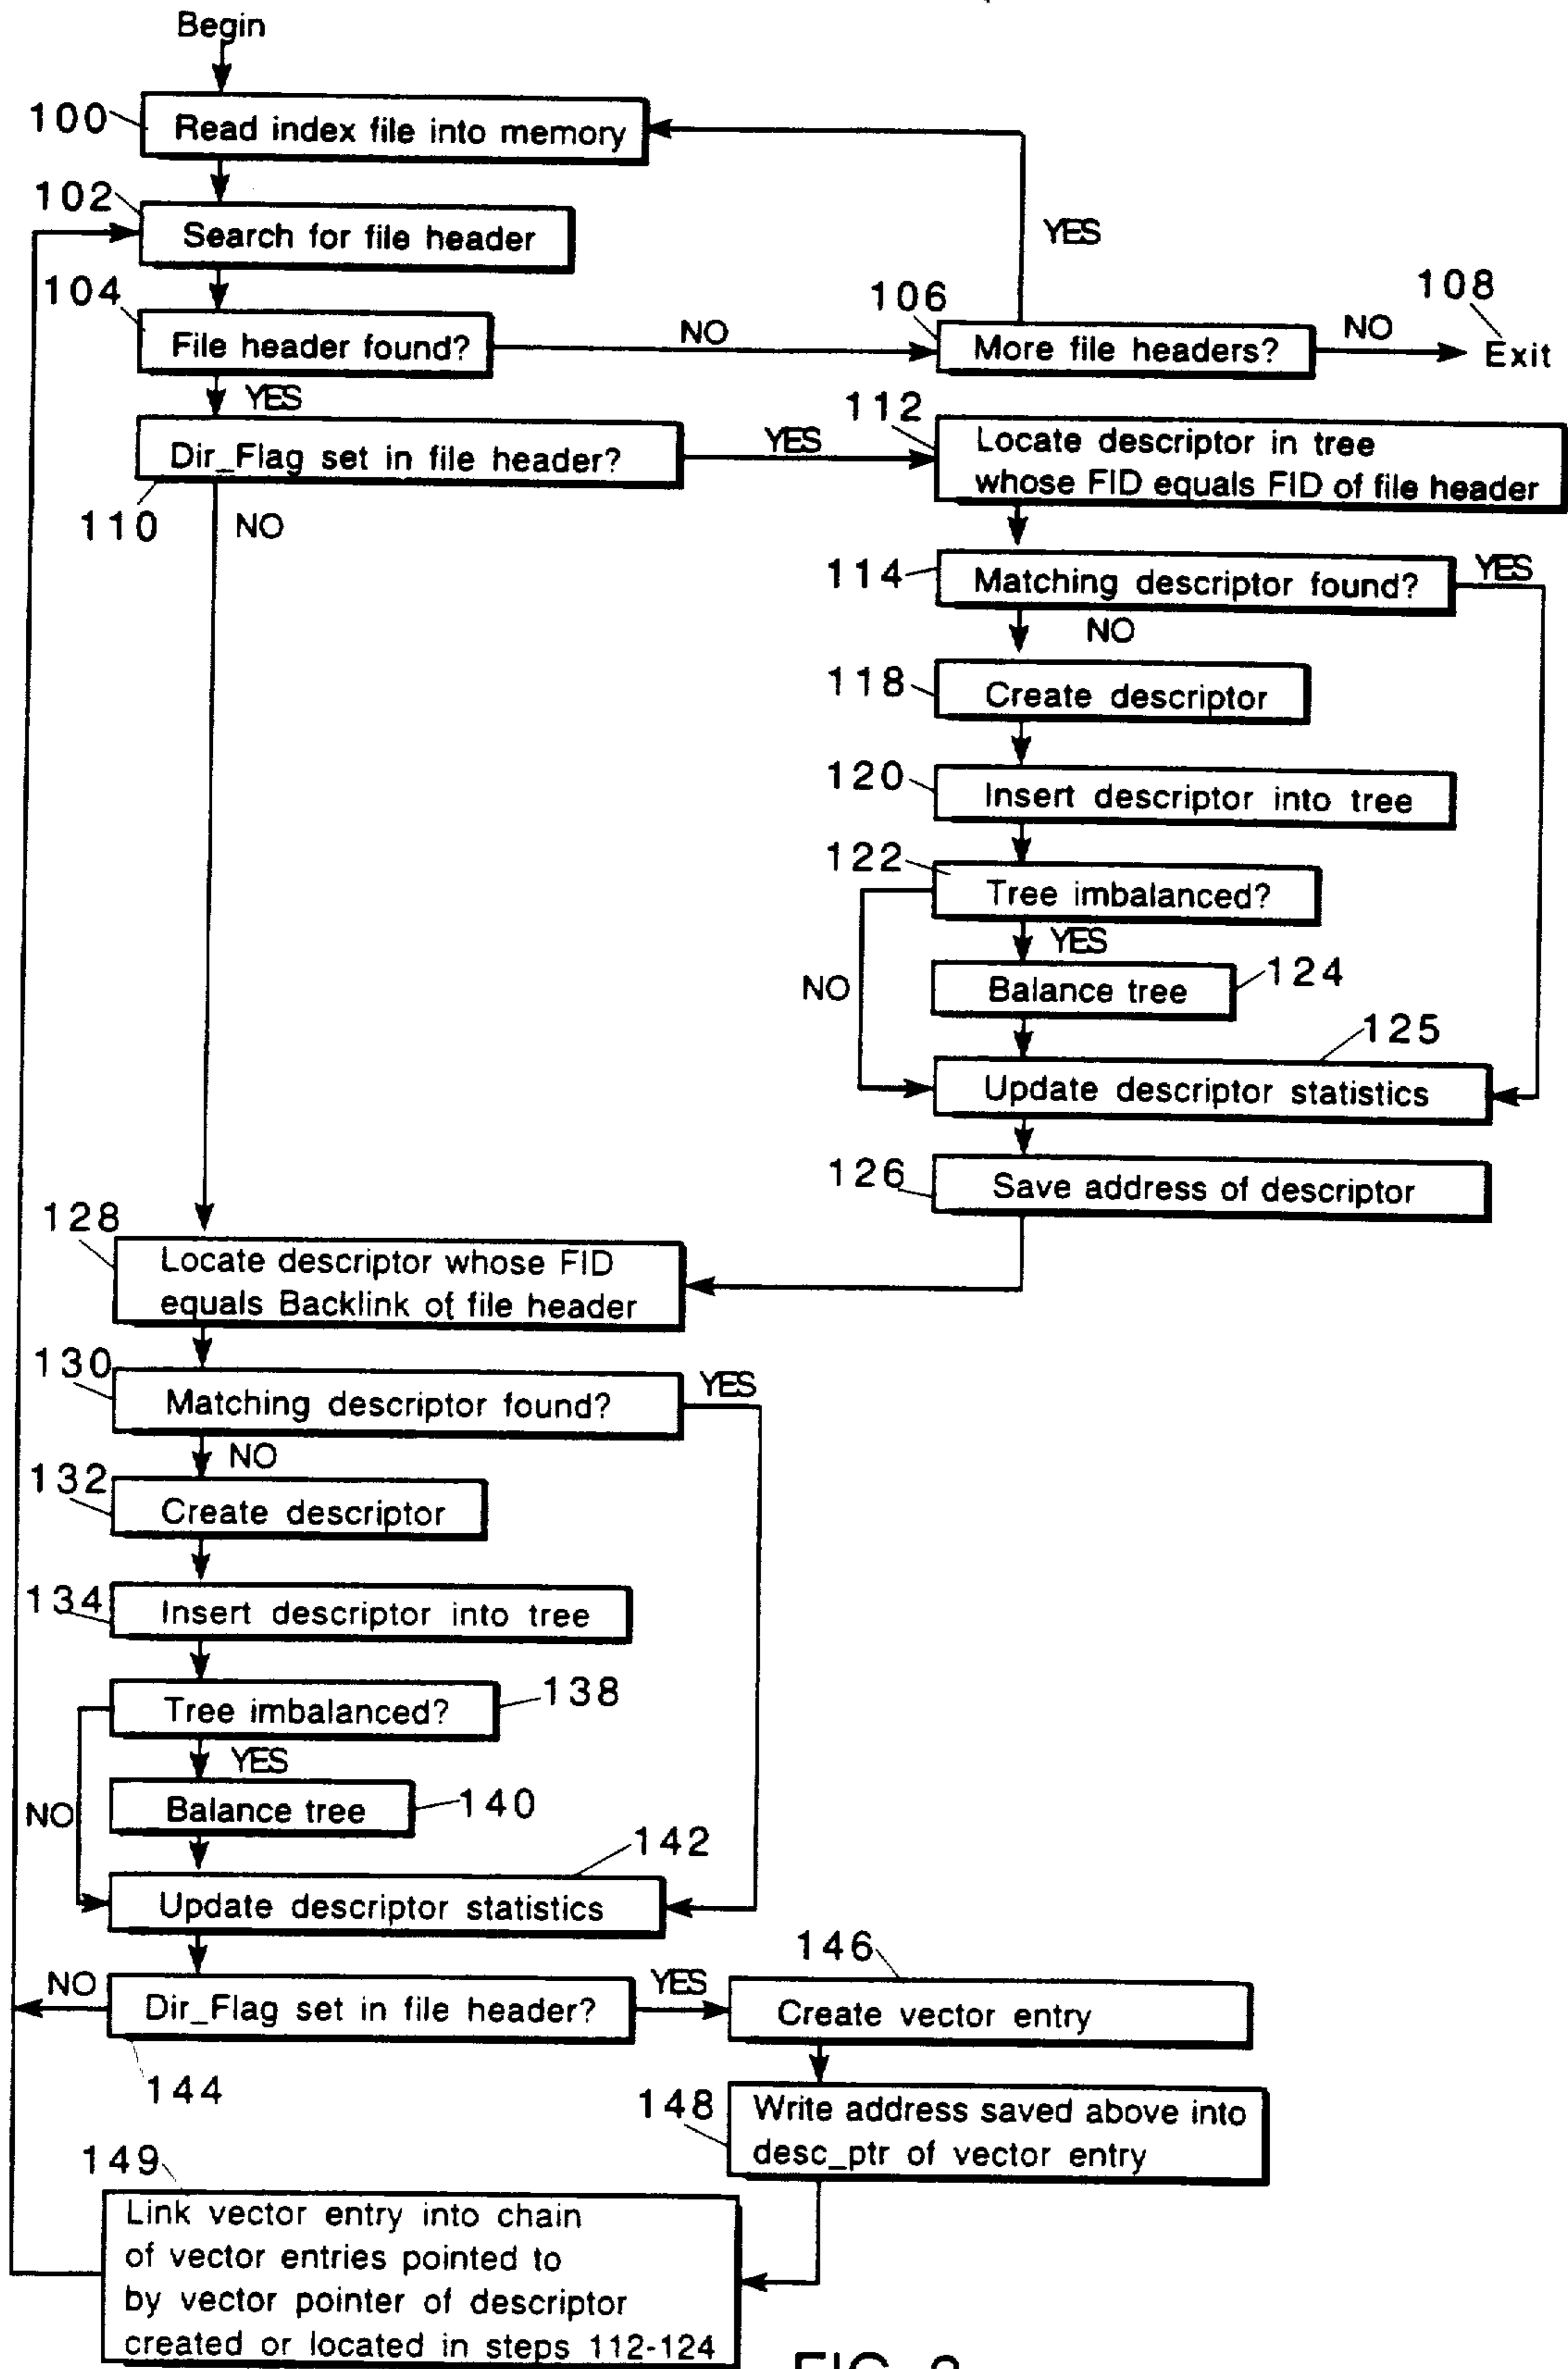 Begin
100
Read index file into memory
102
Search for file header
YES
104
File header found?
NO
106
More file headers?
NO
108
Exit
YES
110
Dir_Flag set in file header?
YES
NO
112
Locate descriptor in tree
whose FID equals FID of file header
114
Matching descriptor found?
YES
NO
118
Create descriptor
120
Insert descriptor into tree
122
Tree imbalanced?
YES
NO
Balance tree
124
125
Update descriptor statistics
126
Save address of descriptor
128
Locate descriptor whose FID
equals Backlink of file header
130
Matching descriptor found?
YES
NO
132
Create descriptor
134
Insert descriptor into tree
Tree imbalanced?
138
YES
NO
Balance tree
140
142
Update descriptor statistics
NO
Dir_Flag set in file header?
YES
144
146
Create vector entry
148
Write address saved above into
desc_ptr of vector entry
149
Link vector entry into chain
of vector entries pointed to
by vector pointer of descriptor
created or located in steps 112-124